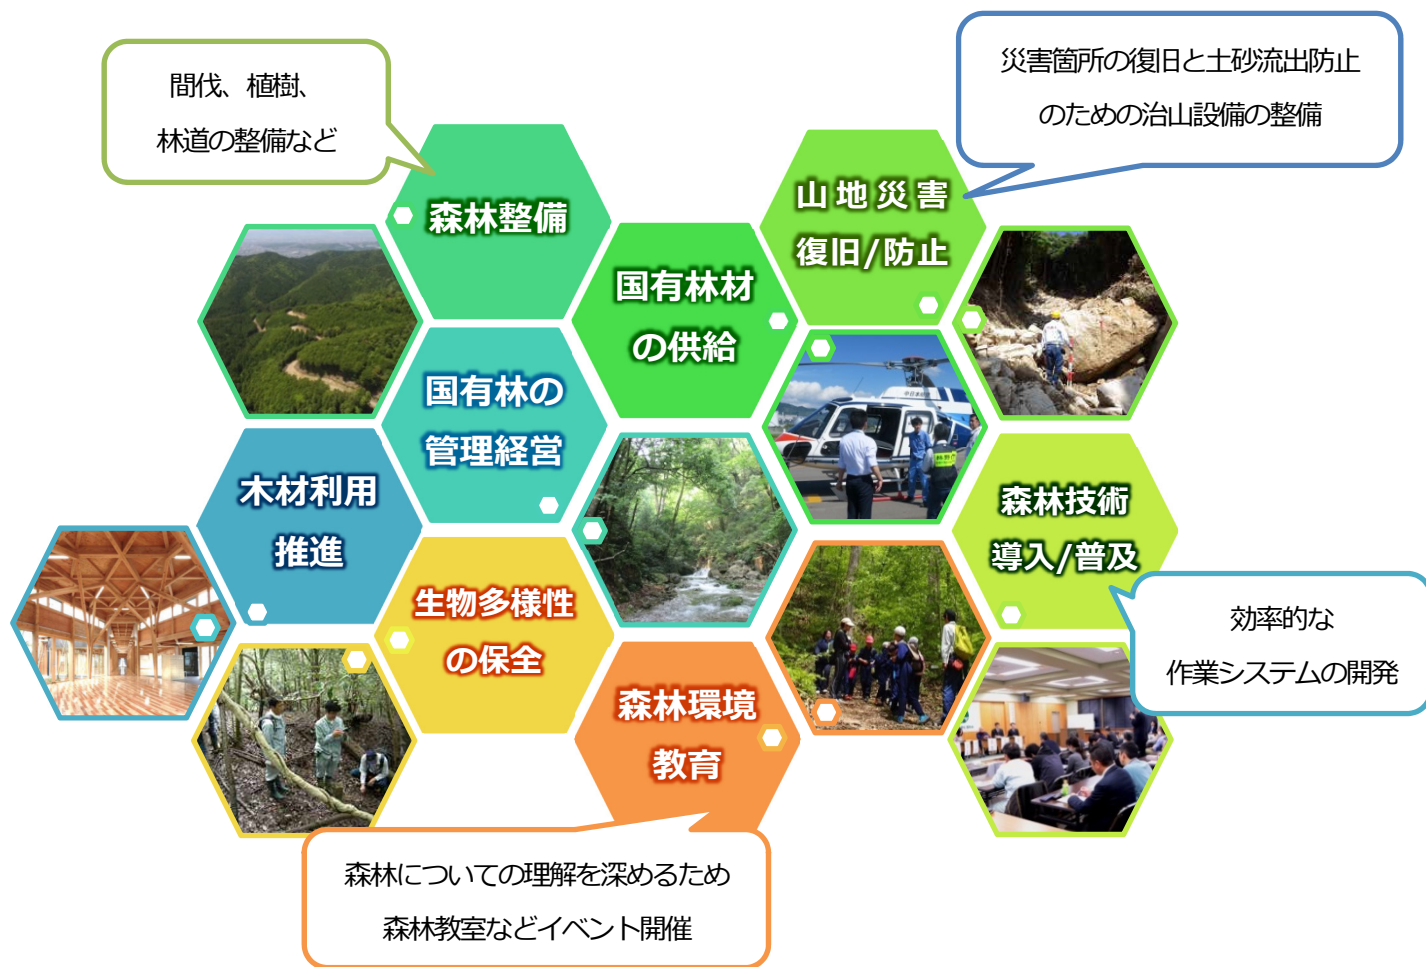 間伐、植樹、
林道の整備など
災害箇所の復旧と土砂流出防止
のための治山設備の整備
森林整備
山地災害
復旧/防止
国有林材
の供給
国有林の
管理経営
木材利用
推進
森林技術
導入/普及
生物多様性
の保全
効率的な
作業システムの開発
森林環境
教育
森林についての理解を深めるため
森林教室などイベント開催